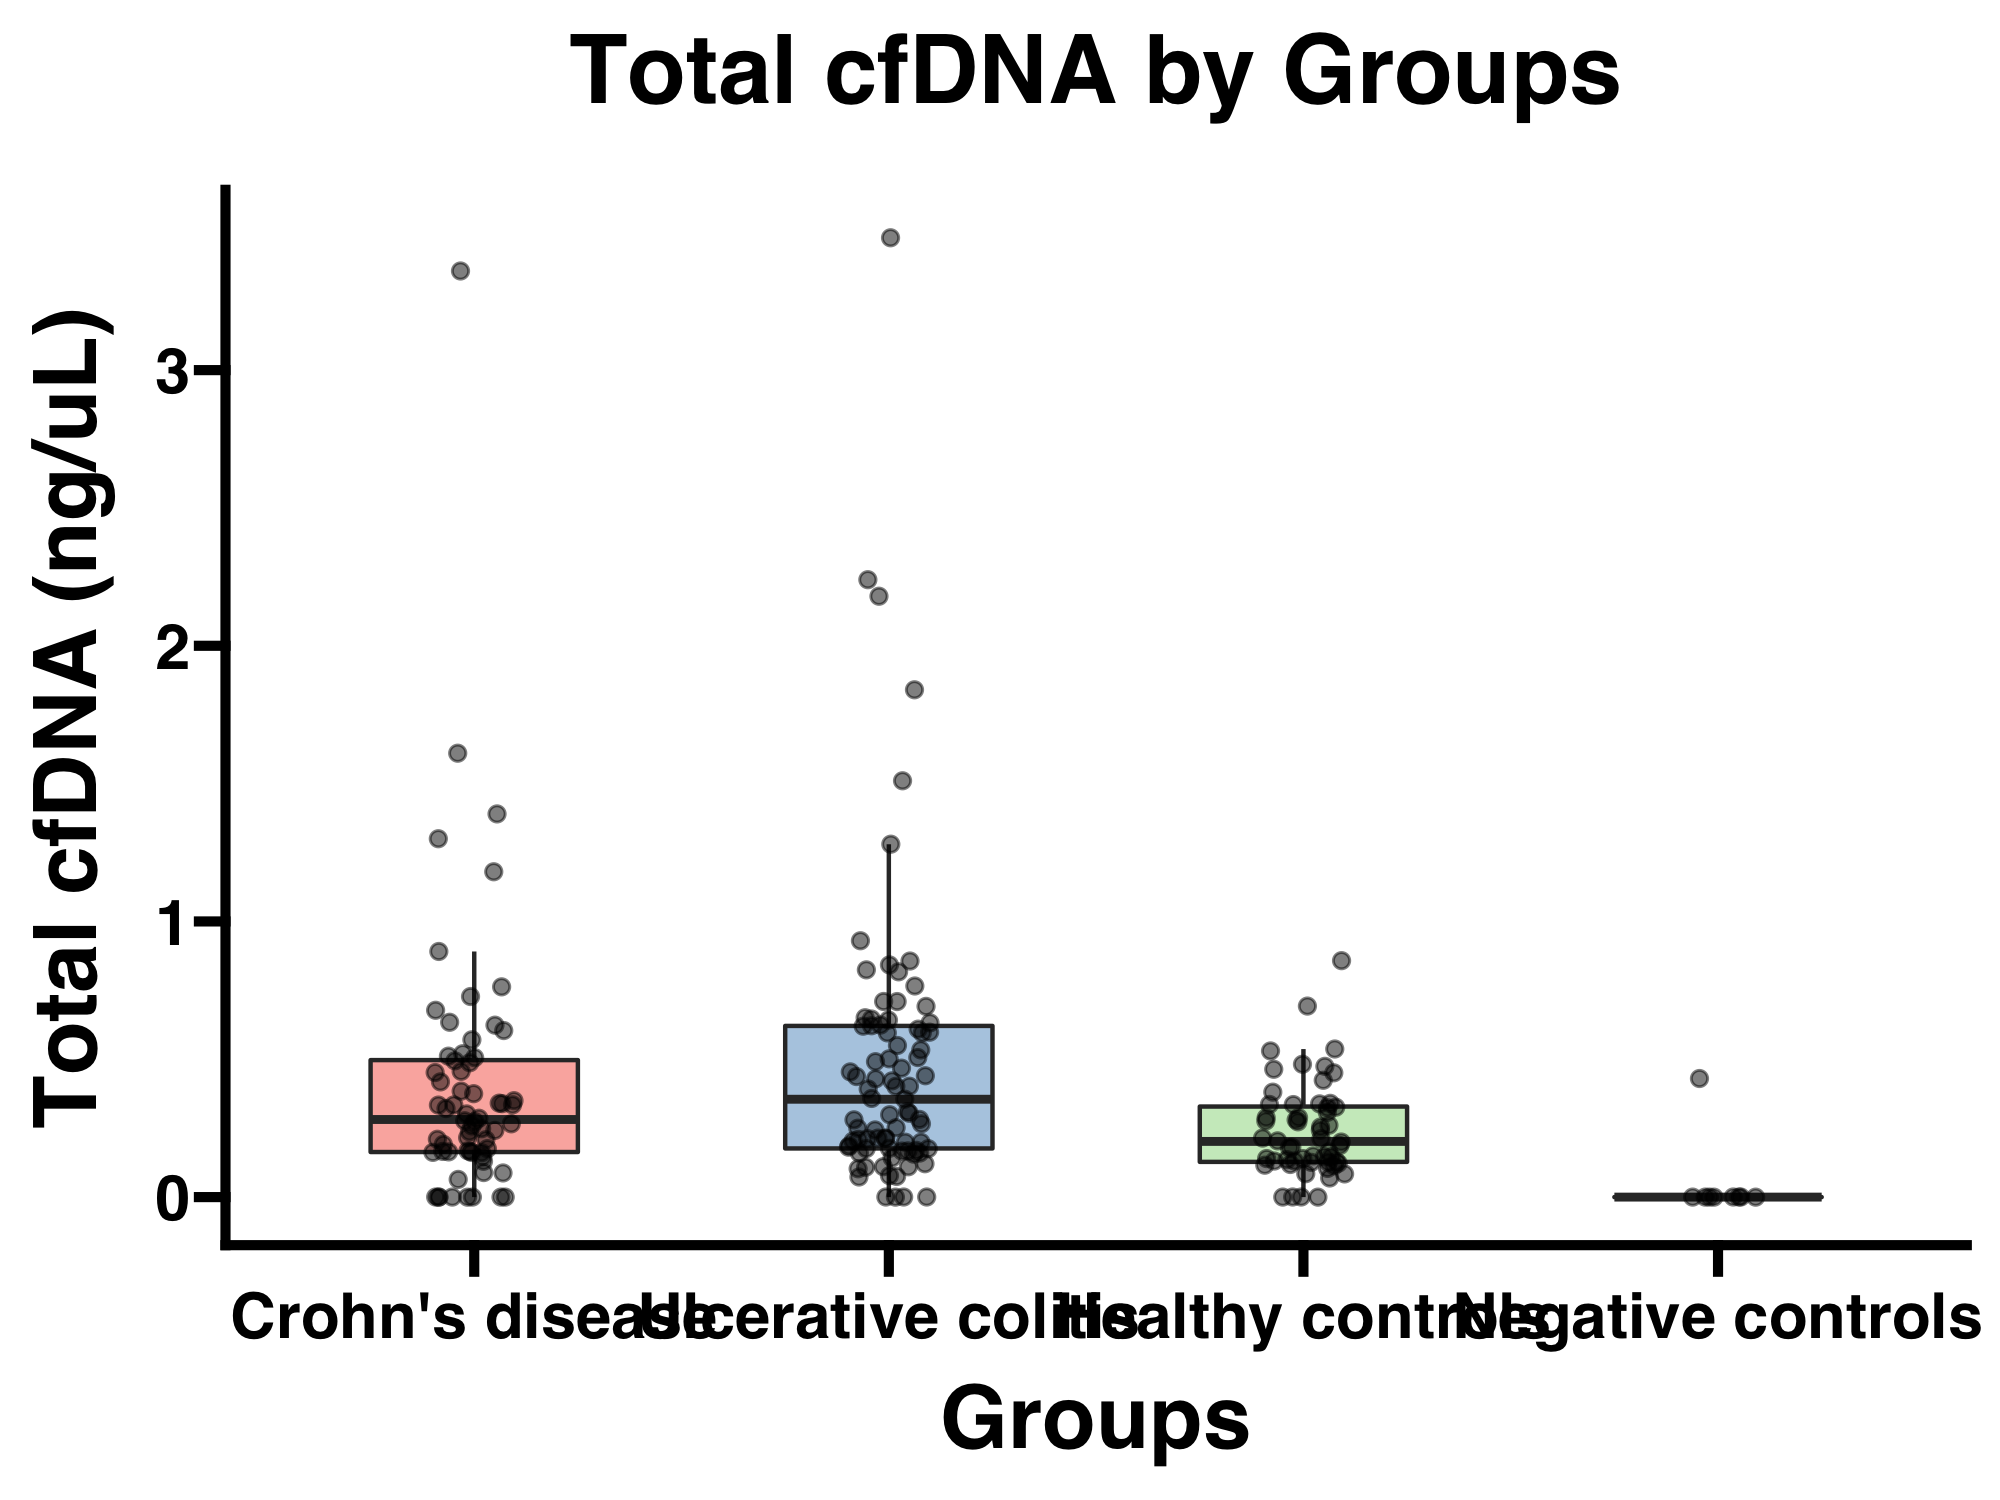 Total cfDNA by Groups
Total cfDNA (ng/uL)
3
2
1
0
Crohn's disease Ulcerative colitis Healthy controls Negative controls
Groups